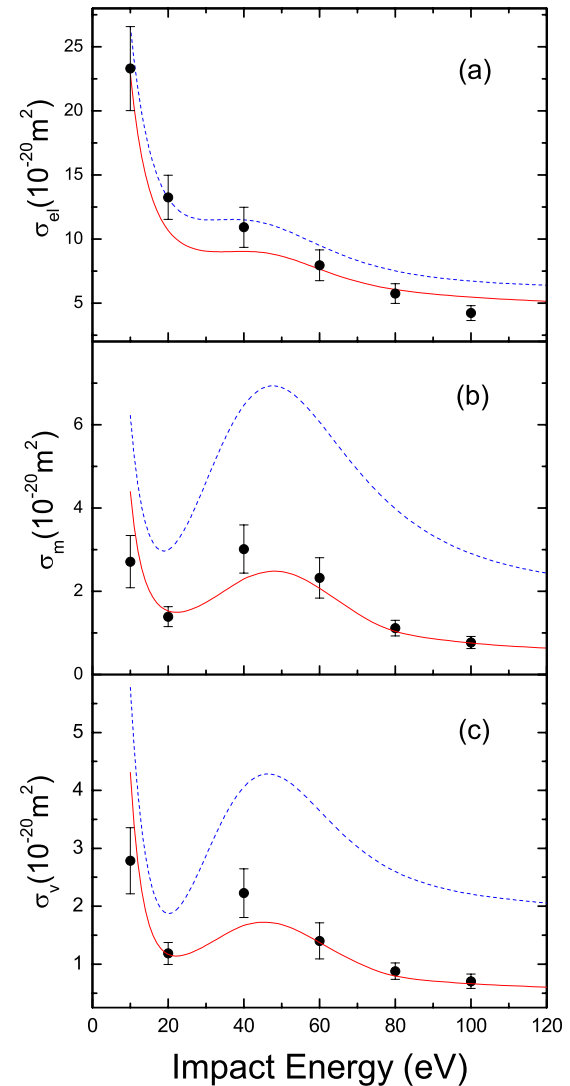 (a)
25
20
15
10
5
σel(10⁻²⁰m²)
(b)
6
4
2
0
σm(10⁻²⁰m²)
(c)
5
4
3
2
1
σv(10⁻²⁰m²)
0 20 40 60 80 100 120
Impact Energy (eV)